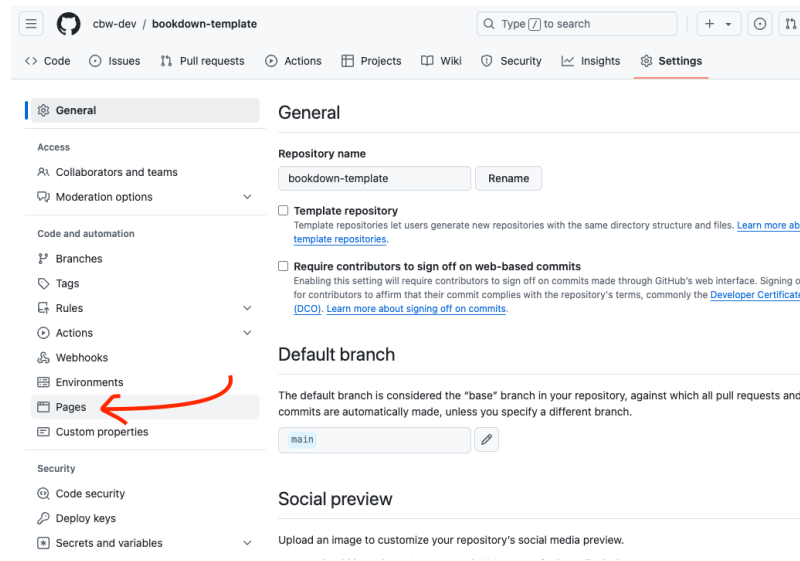 cbw-dev / bookdown-template
Type / to search
Code Issues Pull requests Actions Projects Wiki Security Insights Settings
General
Access
Collaborators and teams
Moderation options
Code and automation
Branches
Tags
Rules
Actions
Webhooks
Environments
Pages
Custom properties
Security
Code security
Deploy keys
Secrets and variables
General
Repository name
bookdown-template Rename
Template repository
Template repositories let users generate new repositories with the same directory structure and files. Learn more
template repositories.
Require contributors to sign off on web-based commits
Enabling this setting will require contributors to sign off on commits made through GitHub's web interface. Signing
for contributors to affirm that their commit complies with the repository's terms, commonly the Developer
(DCO). Learn more about signing off on commits.
Default branch
The default branch is considered the “base” branch in your repository, against which all pull requests and
commits are automatically made, unless you specify a different branch.
main
Social preview
Upload an image to customize your repository's social media preview.